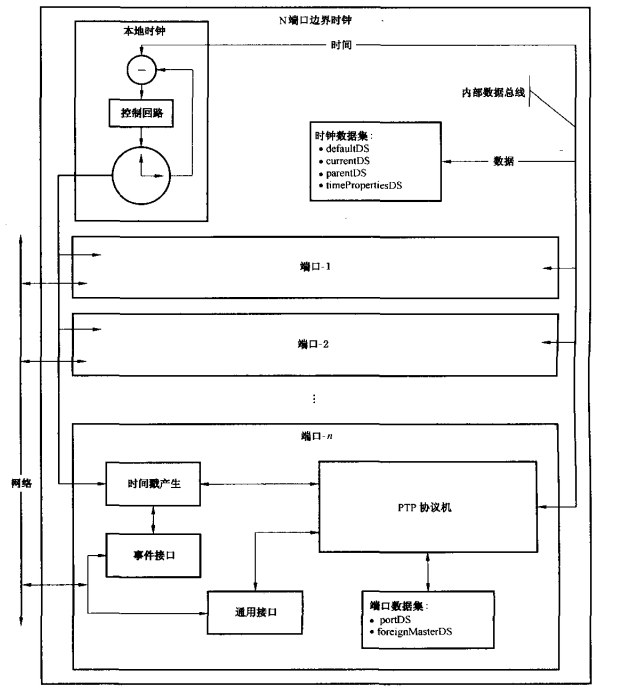 N端口边界时钟
本地时钟
时间
−
内部数据总线
控制回路
时钟数据集:
• defaultDS
• currentDS
• parentDS
• timePropertiesDS
数据
端口-1
端口-2
⋮
端口-n
网络
时间戳产生
PTP 协议机
事件接口
通用接口
端口数据集:
• portDS
• foreignMasterDS